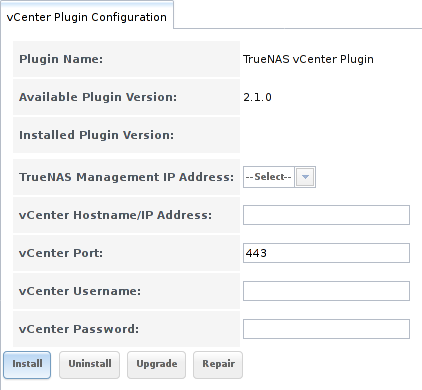 vCenter Plugin Configuration
Plugin Name: TrueNAS vCenter Plugin
Available Plugin Version: 2.1.0
Installed Plugin Version:
TrueNAS Management IP Address: --Select--
vCenter Hostname/IP Address:
vCenter Port: 443
vCenter Username:
vCenter Password:
Install Uninstall Upgrade Repair